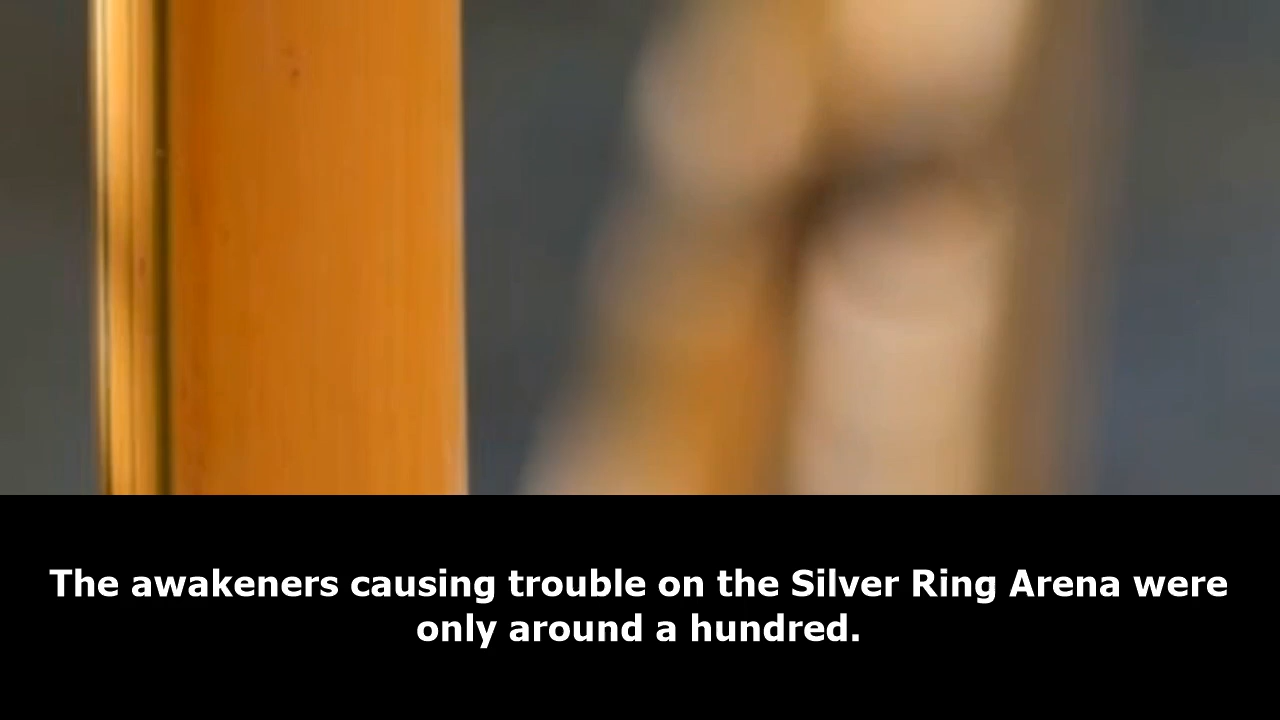 The awakeners causing trouble on the Silver Ring Arena were
only around a hundred.